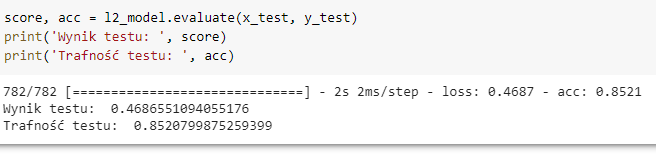 score, acc = l2_model.evaluate(x_test, y_test)
print('Wynik testu: ', score)
print('Trafność testu: ', acc)
782/782 [==============================] - 2s 2ms/step - loss: 0.4687 - acc: 0.8521
Wynik testu:  0.4686551094055176
Trafność testu:  0.8520799875259399